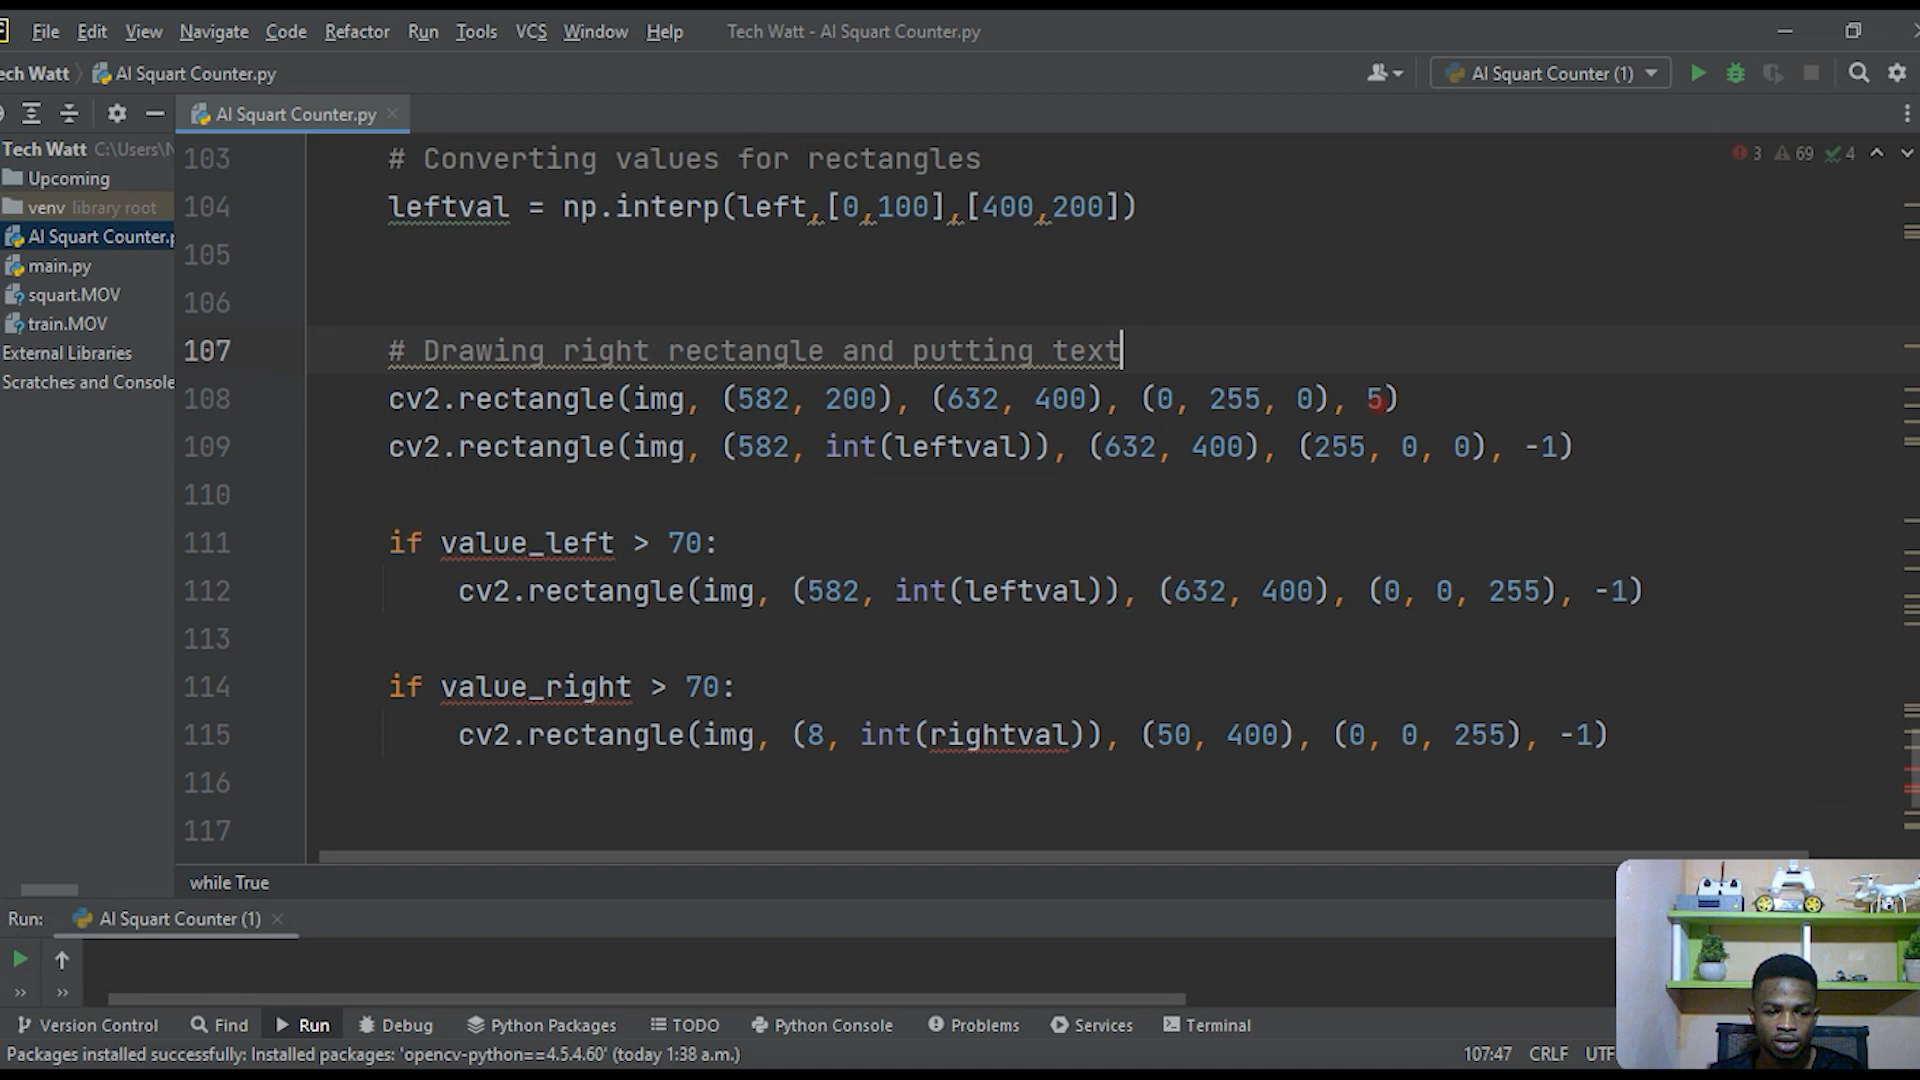 File Edit View Navigate Code Refactor Run Tools VCS Window Help Tech Watt - AI Squart Counter.py
ech Watt AI Squart Counter.py AI Squart Counter (1)
AI Squart Counter.py
Tech Watt C:\Users\N
Upcoming
venv library root
AI Squart Counter.p
main.py
squart.MOV
train.MOV
External Libraries
Scratches and Console
3 69 4
103 # Converting values for rectangles
104 leftval = np.interp(left,[0,100],[400,200])
105
106
107 # Drawing right rectangle and putting text
108 cv2.rectangle(img, (582, 200), (632, 400), (0, 255, 0), 5)
109 cv2.rectangle(img, (582, int(leftval)), (632, 400), (255, 0, 0), -1)
110
111 if value_left > 70:
112 cv2.rectangle(img, (582, int(leftval)), (632, 400), (0, 0, 255), -1)
113
114 if value_right > 70:
115 cv2.rectangle(img, (8, int(rightval)), (50, 400), (0, 0, 255), -1)
116
117
while True
Run: AI Squart Counter (1)
Version Control Find Run Debug Python Packages TODO Python Console Problems Services Terminal
Packages installed successfully: Installed packages: 'opencv-python==4.5.4.60' (today 1:38 a.m.) 107:47 CRLF UTF